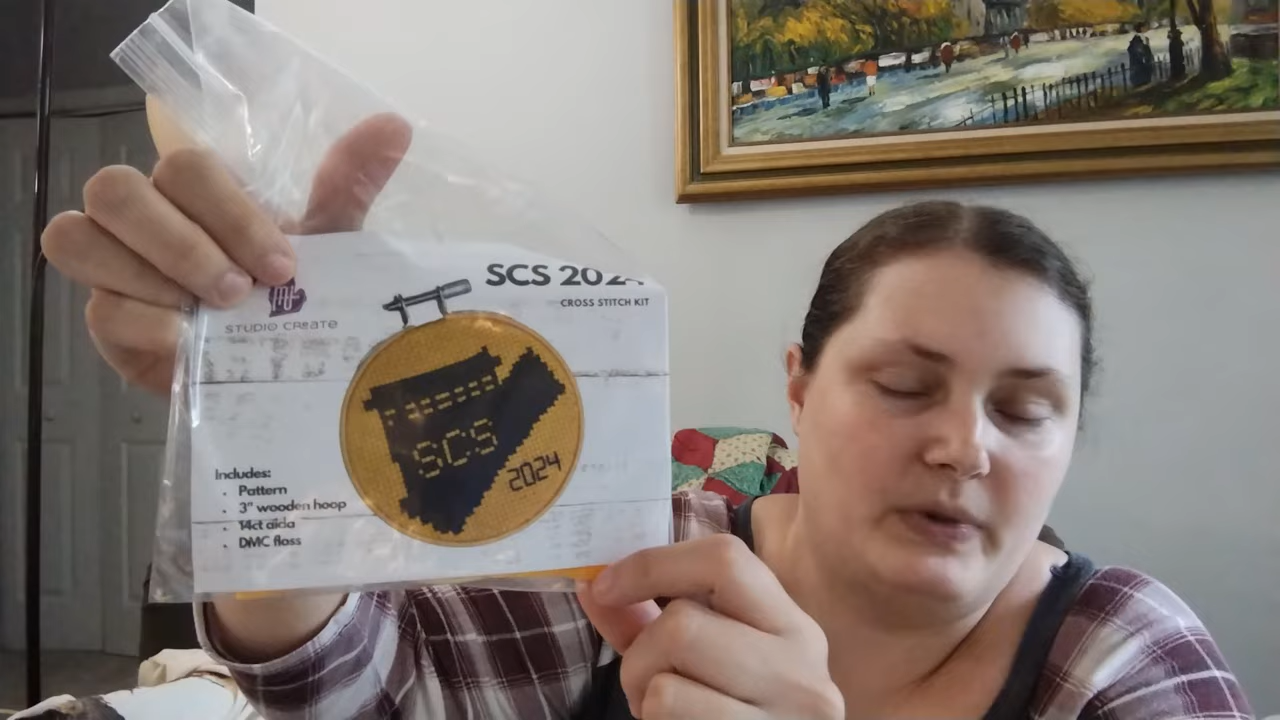 SCS 2024
CROSS STITCH KIT
STUDIO CREATE
SCS
2024
Includes:
• Pattern
• 3" wooden hoop
• 14ct aida
• DMC floss